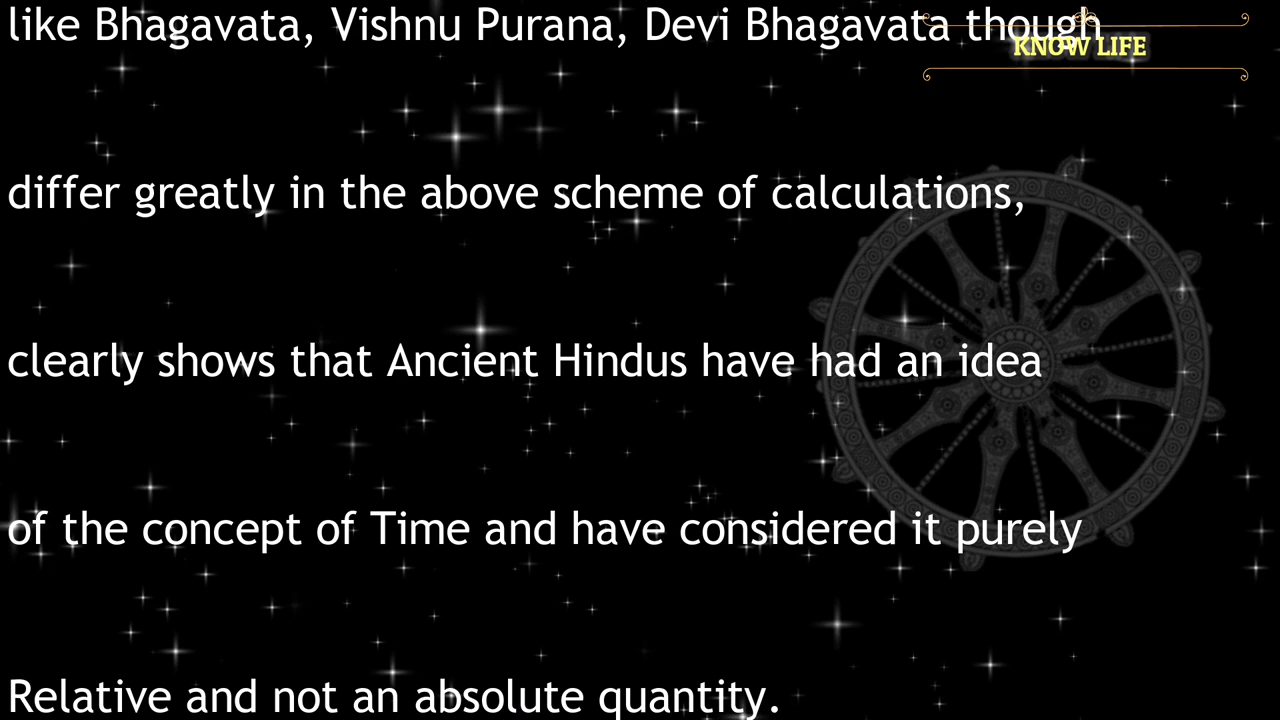 like Bhagavata, Vishnu Purana, Devi Bhagavata though
KNOW LIFE
differ greatly in the above scheme of calculations,
clearly shows that Ancient Hindus have had an idea
of the concept of Time and have considered it purely
Relative and not an absolute quantity.